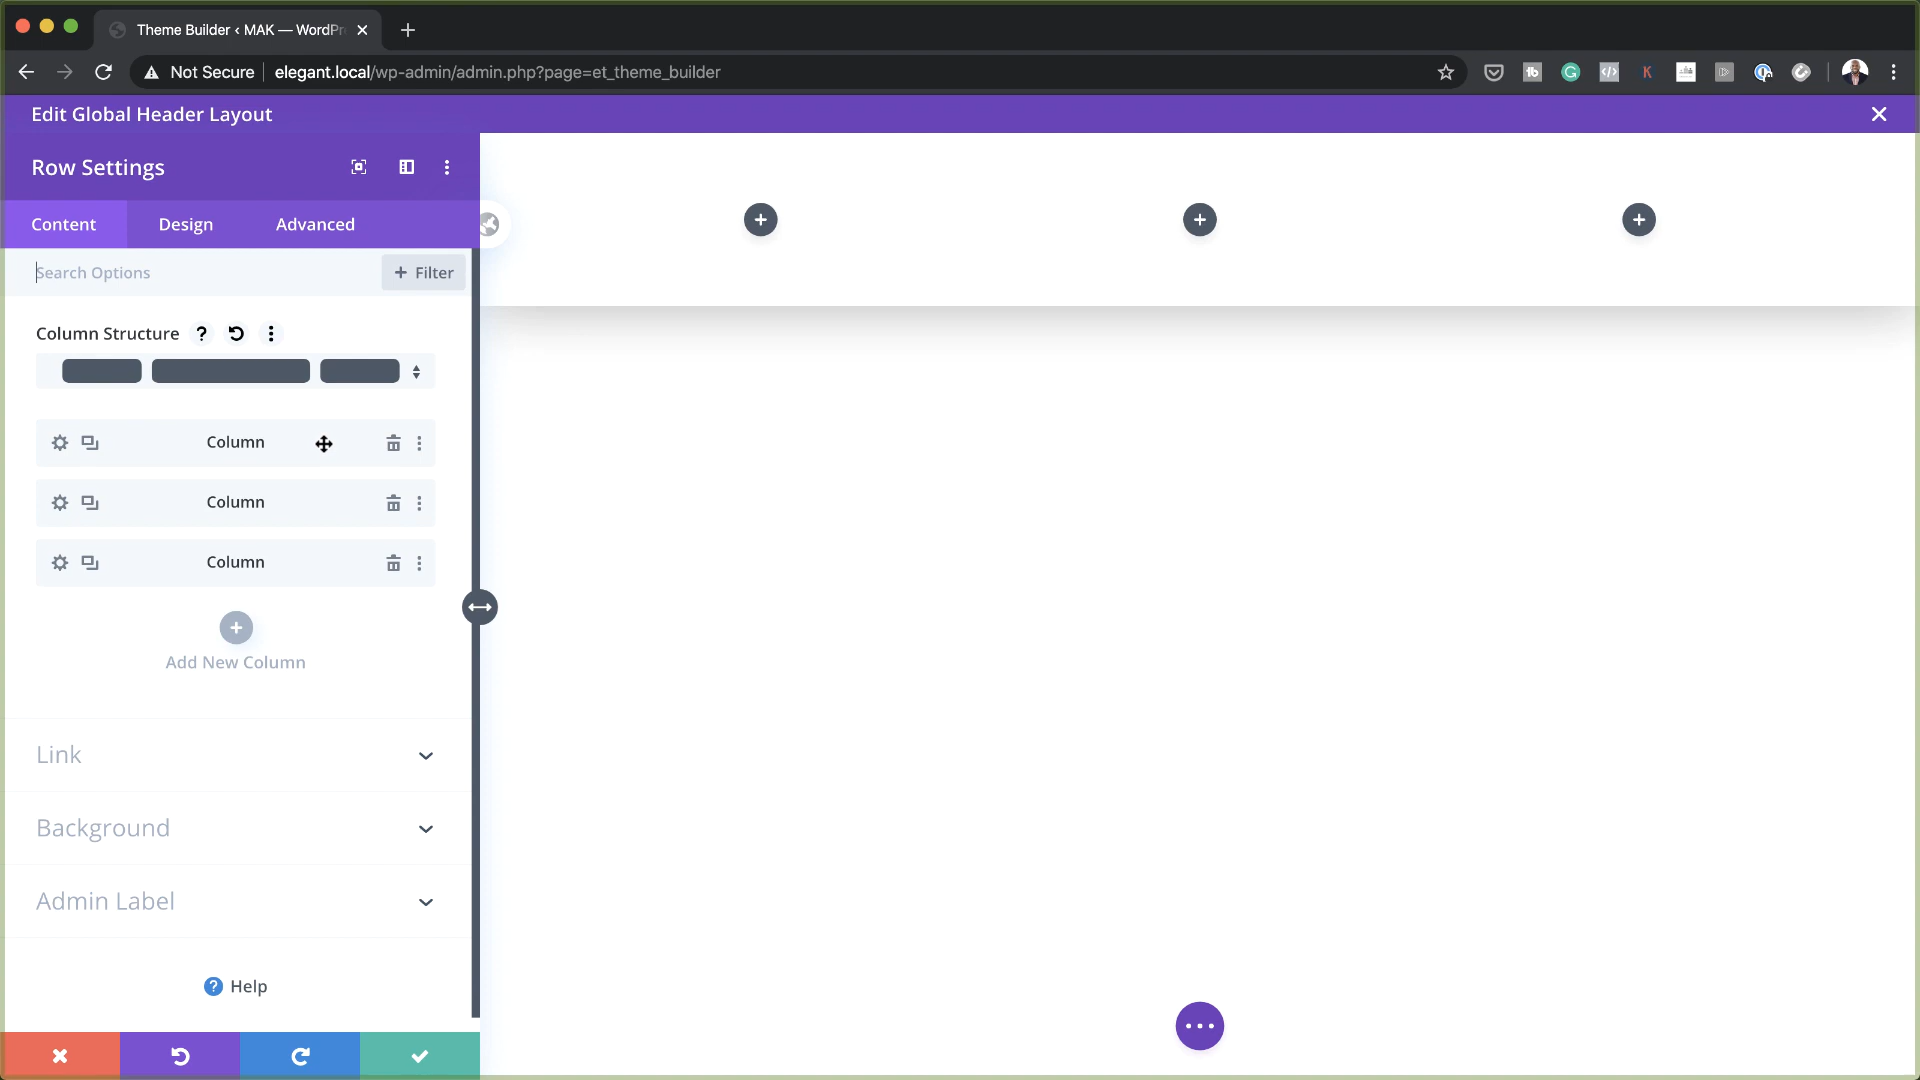 Theme Builder ‹ MAK — WordPr
Not Secure
elegant.local/wp-admin/admin.php?page=et_theme_builder
Edit Global Header Layout
Row Settings
Content Design Advanced
Search Options
+ Filter
Column Structure ?
Column
Column
Column
Add New Column
Link
Background
Admin Label
? Help